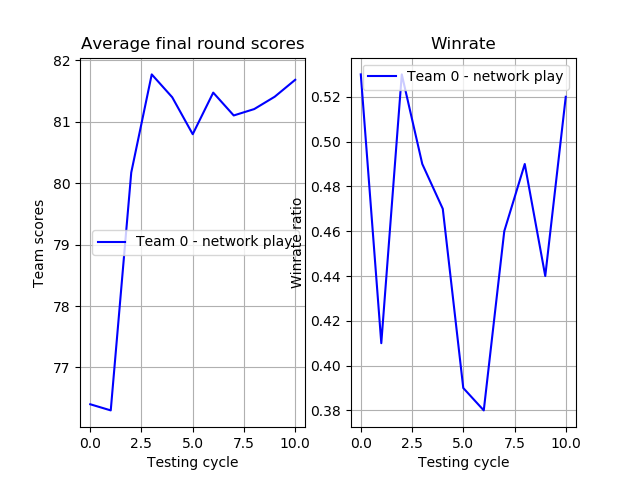 Average final round scores
Team scores
82
81
80
79
78
77
Team 0 - network play
0.0 2.5 5.0 7.5 10.0
Testing cycle
Winrate
Winrate ratio
0.52
0.50
0.48
0.46
0.44
0.42
0.40
0.38
Team 0 - network play
0.0 2.5 5.0 7.5 10.0
Testing cycle